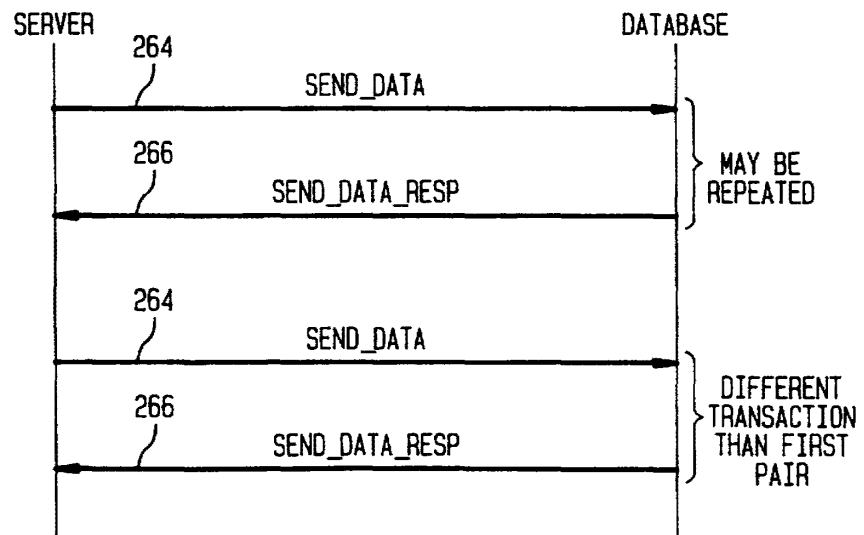 SERVER
DATABASE
264
SEND_DATA
266
SEND_DATA_RESP
MAY BE
REPEATED
264
SEND_DATA
266
SEND_DATA_RESP
DIFFERENT
TRANSACTION
THAN FIRST
PAIR